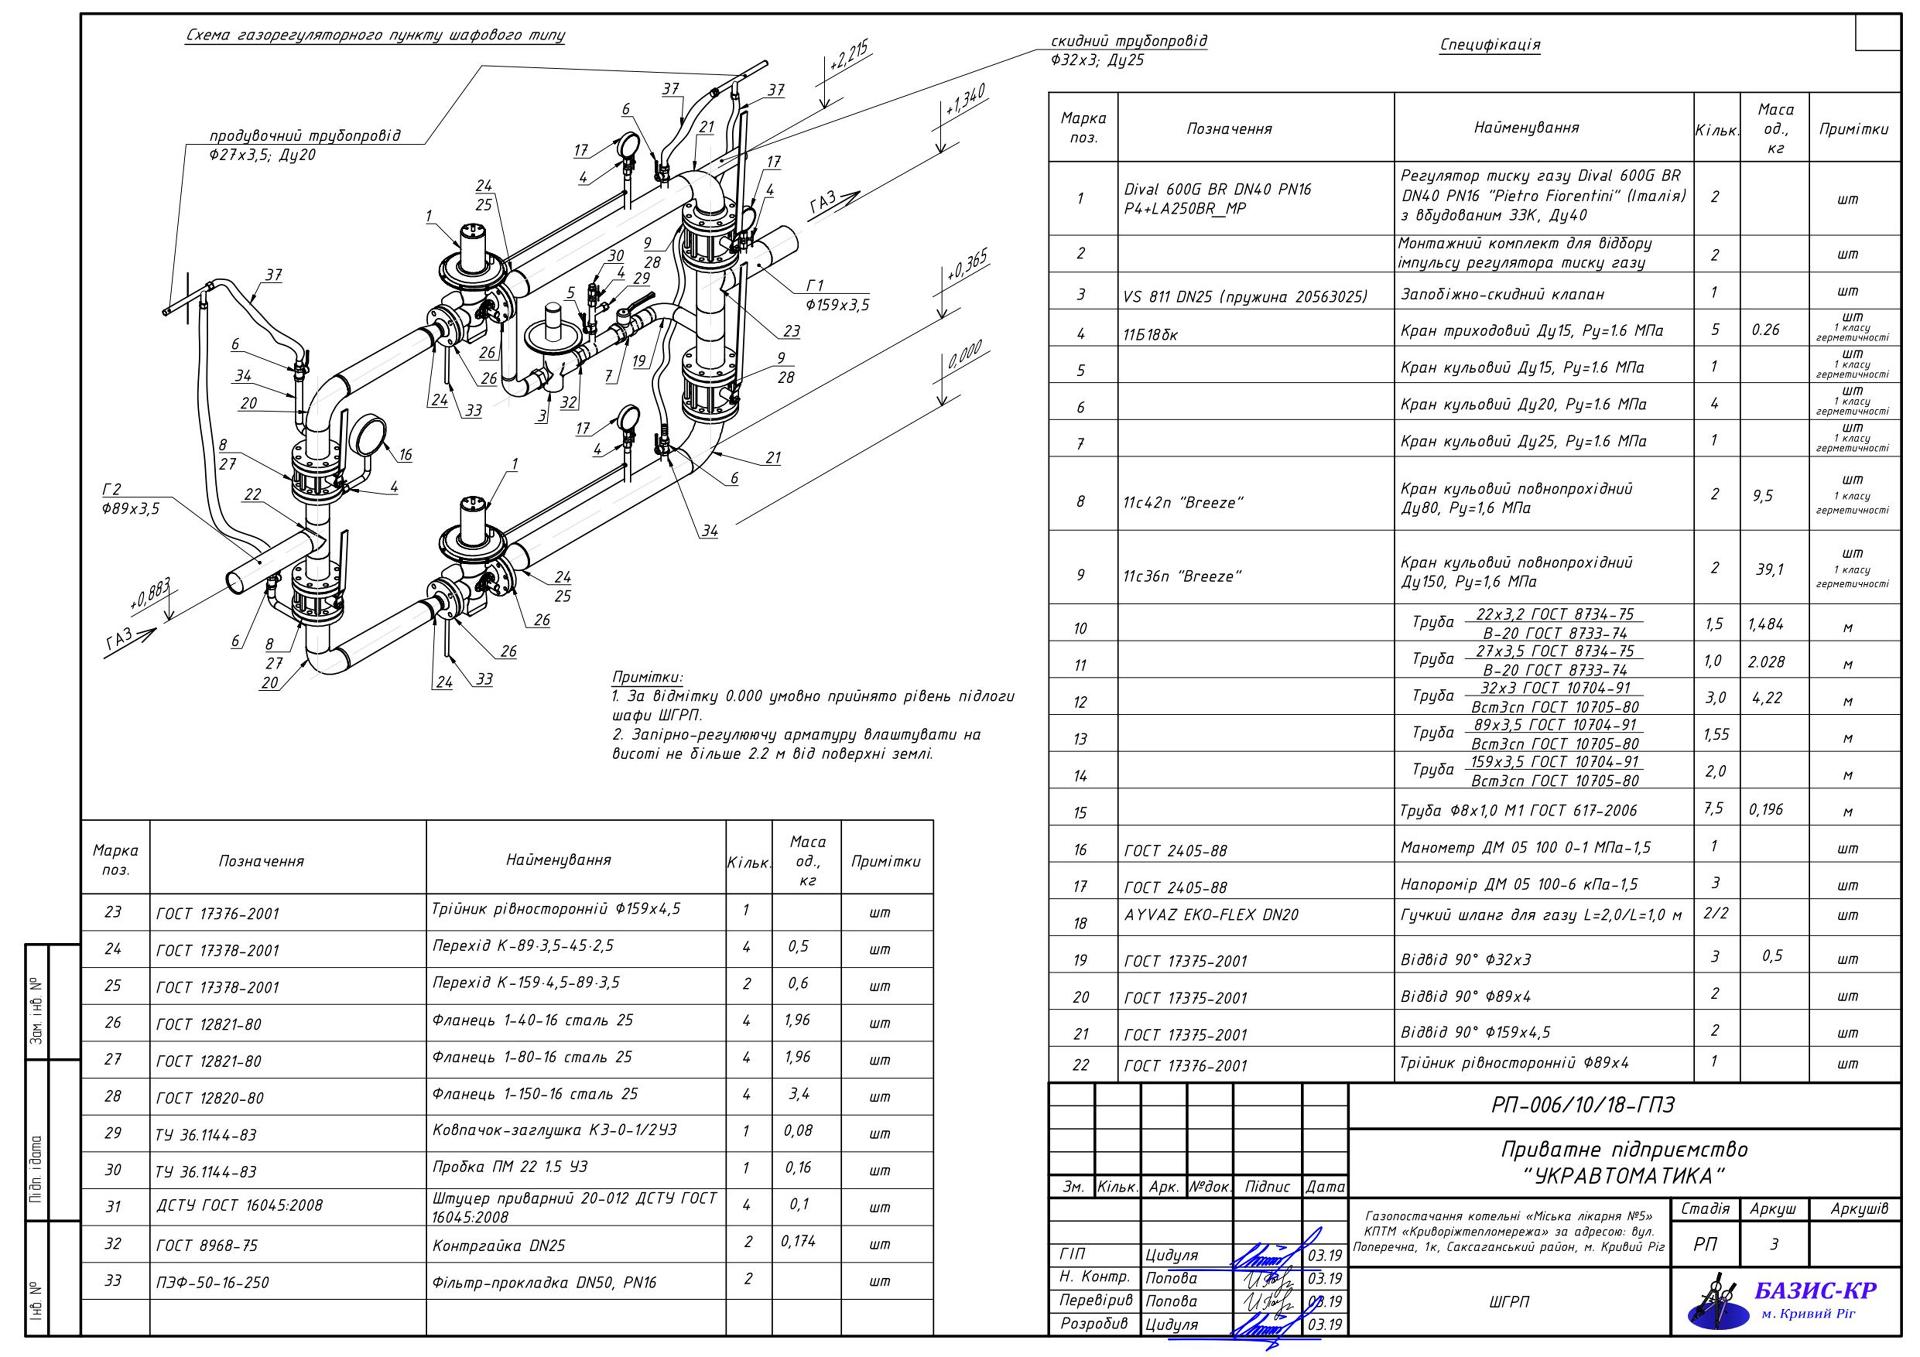 Схема газорегуляторного пункту шафового типу
продувочний трубопровід
Ф27х3,5; Ду20
скидний трубопровід
Ф32х3; Ду25
+2,215
+1,340
+0,365
0,000
+0,883
ГАЗ
ГАЗ
Г1
Ф159х3,5
Г2
Ф89х3,5
37
37
37
6
21
17
4
17
4
24
25
1
9
28
30
4
29
5
23
6
34
20
26
26
24
33
3
32
7
19
9
28
17
4
21
6
34
8
27
16
4
22
1
24
25
26
26
24
33
6
8
27
20
Примітки:
1. За відмітку 0.000 умовно прийнято рівень підлоги
шафи ШГРП.
2. Запірно-регулюючу арматуру влаштувати на
висоті не більше 2.2 м від поверхні землі.
Специфікація
Марка поз. Позначення Найменування Кільк. Маса од., кг Примітки
1 Dival 600G BR DN40 PN16 Регулятор тиску газу Dival 600G BR 2 шт
P4+LA250BR_MP DN40 PN16 "Pietro Fiorentini" (Італія)
з вбудованим ЗЗК, Ду40
2 Монтажний комплект для відбору 2 шт
імпульсу регулятора тиску газу
3 VS 811 DN25 (пружина 20563025) Запобіжно-скидний клапан 1 шт
4 11Б18бк Кран триходовий Ду15, Ру=1.6 МПа 5 0.26 шт 1 класу герметичності
5 Кран кульовий Ду15, Ру=1.6 МПа 1 шт 1 класу герметичності
6 Кран кульовий Ду20, Ру=1.6 МПа 4 шт 1 класу герметичності
7 Кран кульовий Ду25, Ру=1.6 МПа 1 шт 1 класу герметичності
8 11с42п "Breeze" Кран кульовий повнопрохідний 2 9,5 шт 1 класу герметичності
Ду80, Ру=1,6 МПа
9 11с36п "Breeze" Кран кульовий повнопрохідний 2 39,1 шт 1 класу герметичності
Ду150, Ру=1,6 МПа
10 Труба 22х3,2 ГОСТ 8734-75 1,5 1,484 м
В-20 ГОСТ 8733-74
11 Труба 27х3,5 ГОСТ 8734-75 1,0 2.028 м
В-20 ГОСТ 8733-74
12 Труба 32х3 ГОСТ 10704-91 3,0 4,22 м
Вст3сп ГОСТ 10705-80
13 Труба 89х3,5 ГОСТ 10704-91 1,55 м
Вст3сп ГОСТ 10705-80
14 Труба 159х3,5 ГОСТ 10704-91 2,0 м
Вст3сп ГОСТ 10705-80
15 Труба Ф8х1,0 М1 ГОСТ 617-2006 7,5 0,196 м
16 ГОСТ 2405-88 Манометр ДМ 05 100 0-1 МПа-1,5 1 шт
17 ГОСТ 2405-88 Напоромір ДМ 05 100-6 кПа-1,5 3 шт
18 AYVAZ EKO-FLEX DN20 Гучкий шланг для газу L=2,0/L=1,0 м 2/2 шт
19 ГОСТ 17375-2001 Відвід 90° Ф32х3 3 0,5 шт
20 ГОСТ 17375-2001 Відвід 90° Ф89х4 2 шт
21 ГОСТ 17375-2001 Відвід 90° Ф159х4,5 2 шт
22 ГОСТ 17376-2001 Трійник рівносторонній Ф89х4 1 шт
Марка поз. Позначення Найменування Кільк. Маса од., кг Примітки
23 ГОСТ 17376-2001 Трійник рівносторонній Ф159х4,5 1 шт
24 ГОСТ 17378-2001 Перехід К-89·3,5-45·2,5 4 0,5 шт
25 ГОСТ 17378-2001 Перехід К-159·4,5-89·3,5 2 0,6 шт
26 ГОСТ 12821-80 Фланець 1-40-16 сталь 25 4 1,96 шт
27 ГОСТ 12821-80 Фланець 1-80-16 сталь 25 4 1,96 шт
28 ГОСТ 12820-80 Фланець 1-150-16 сталь 25 4 3,4 шт
29 ТУ 36.1144-83 Ковпачок-заглушка КЗ-0-1/2УЗ 1 0,08 шт
30 ТУ 36.1144-83 Пробка ПМ 22 1.5 УЗ 1 0,16 шт
31 ДСТУ ГОСТ 16045:2008 Штуцер приварний 20-012 ДСТУ ГОСТ 4 0,1 шт
16045:2008
32 ГОСТ 8968-75 Контргайка DN25 2 0,174 шт
33 ПЗФ-50-16-250 Фільтр-прокладка DN50, PN16 2 шт
Зам. інв. №
Підп. і дата
Інв. №
РП-006/10/18-ГПЗ
Приватне підприємство
"УКРАВТОМАТИКА"
Зм. Кільк. Арк. №док. Підпис Дата
Газопостачання котельні «Міська лікарня №5»
КПТМ «Криворіжтепломережа» за адресою: вул.
Поперечна, 1к, Саксаганський район, м. Кривий Ріг
Стадія Аркуш Аркушів
РП 3
ГІП Цидуля 03.19
Н. Контр. Попова 03.19
Перевірив Попова 03.19
Розробив Цидуля 03.19
ШГРП
БАЗИС-КР
м. Кривий Ріг